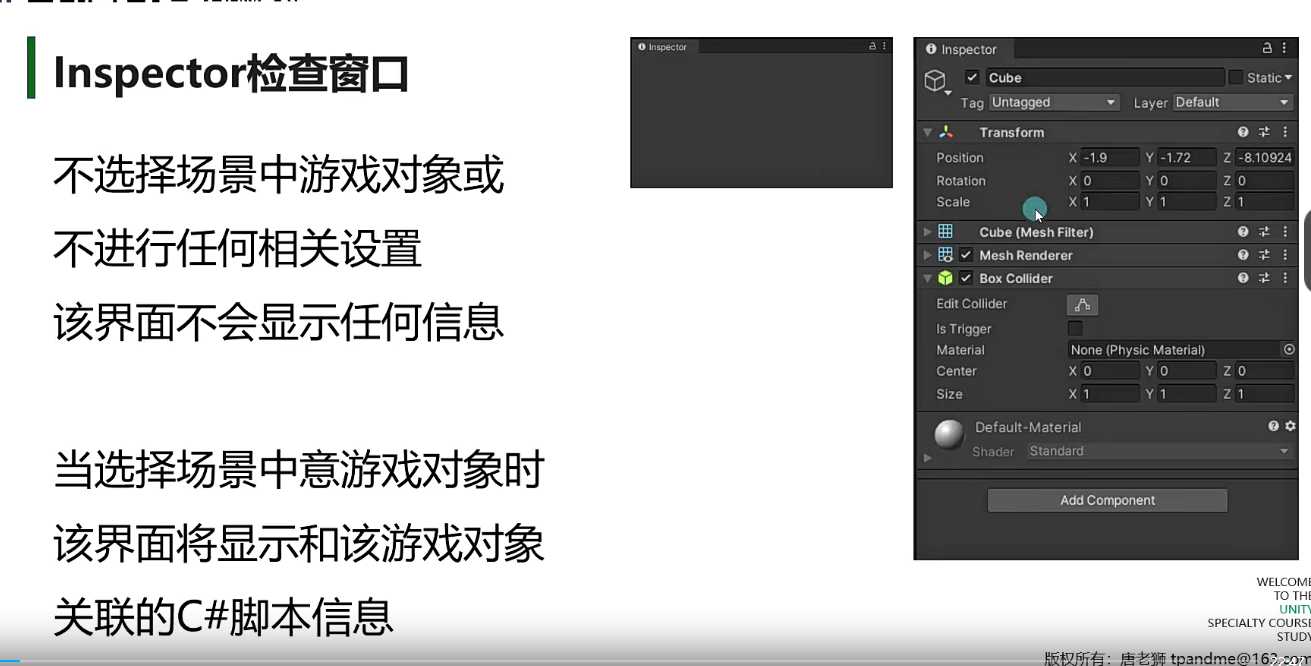 Inspector检查窗口
不选择场景中游戏对象或
不进行任何相关设置
该界面不会显示任何信息
当选择场景中意游戏对象时
该界面将显示和该游戏对象
关联的C#脚本信息
Inspector
Inspector
Cube Static
Tag Untagged Layer Default
Transform
Position X -1.9 Y -1.72 Z -8.10924
Rotation X 0 Y 0 Z 0
Scale X 1 Y 1 Z 1
Cube (Mesh Filter)
Mesh Renderer
Box Collider
Edit Collider
Is Trigger
Material None (Physic Material)
Center X 0 Y 0 Z 0
Size X 1 Y 1 Z 1
Default-Material
Shader Standard
Add Component
WELCOME
TO THE
UNITY
SPECIALTY COURSE
STUDY
版权所有：唐老狮 tpandme@163.com